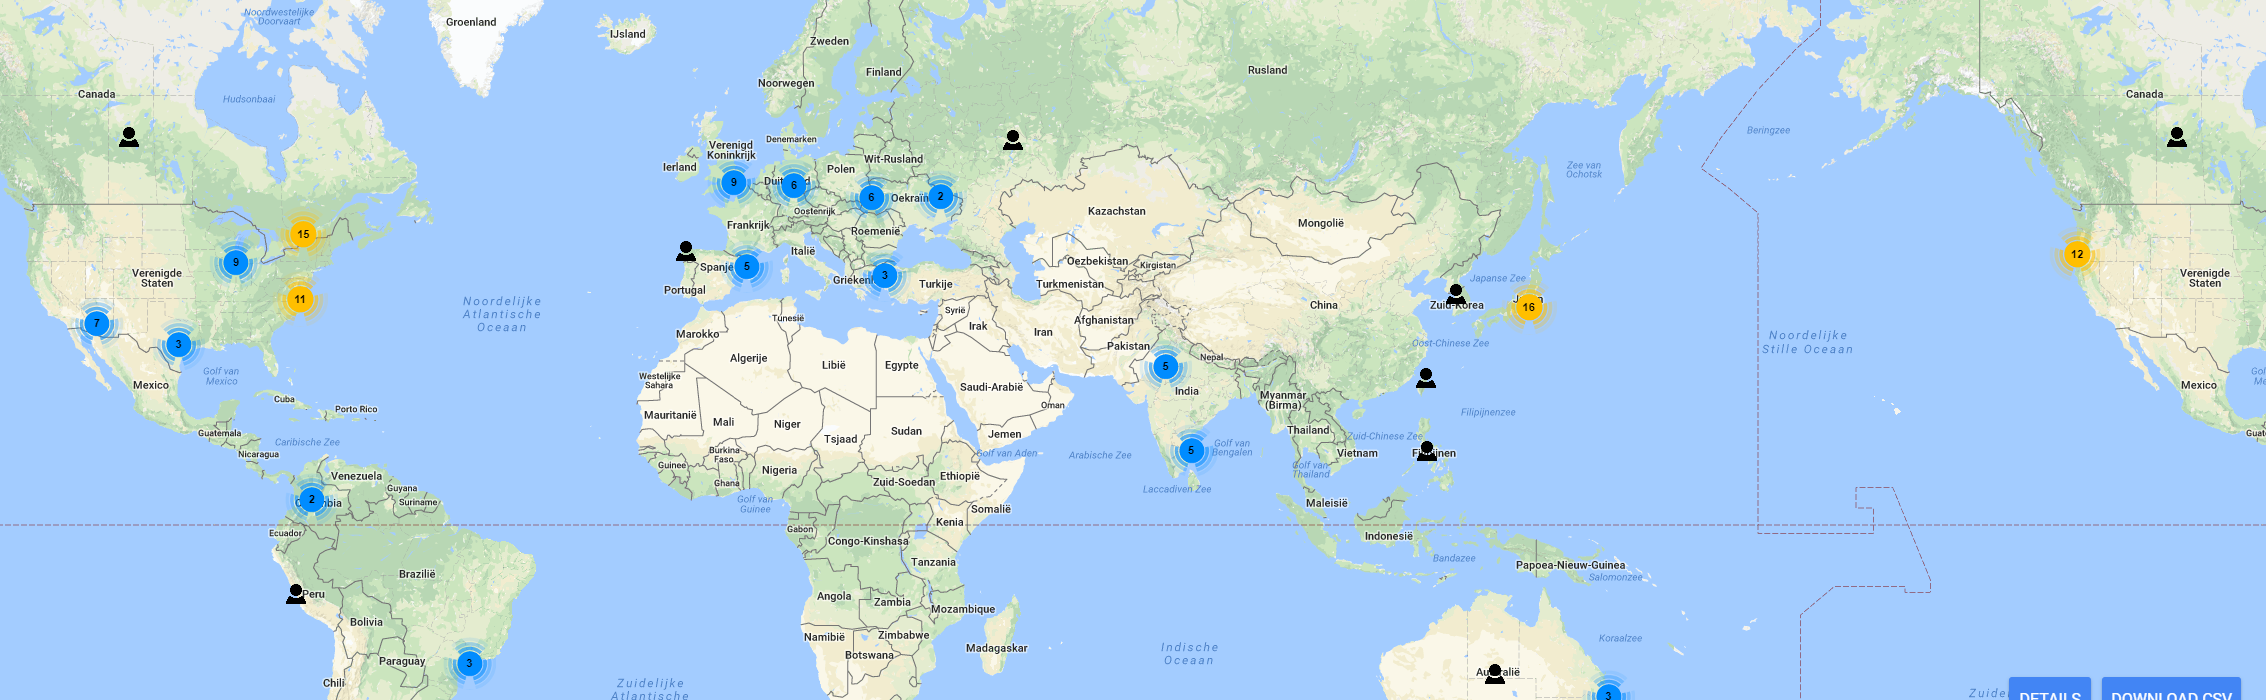 Noordwestelijke
Doorvaart
Groenland
IJsland
Zweden
Finland
Noorwegen
Rusland
Canada
Hudsonbaai
Canada
Beringzee
Denemarken
Verenigd
Koninkrijk
Ierland
Polen
Wit-Rusland
Zee van
Ochotsk
9
6
6
2
Oostenrijk
Frankrijk
Roemenië
Kazachstan
Mongolië
15
9
Verenigde
Staten
11
Italië
5
3
Portugal
Turkije
Oezbekistan
Kirgistan
Turkmenistan
Japanse Zee
12
Verenigde
Staten
Noordelijke
Atlantische
Oceaan
Zuid-Korea
16
China
7
3
Tunesië
Marokko
Syrië
Irak
Iran
Afghanistan
Pakistan
Nepal
Oost-Chinese Zee
Noordelijke
Stille Oceaan
Golf van
Mexico
Mexico
Algerije
Libië
Egypte
Westelijke
Sahara
Saudi-Arabië
Oman
5
India
Myanmar
(Birma)
Mexico
Cuba
Porto Rico
Mauritanië
Mali
Niger
Tsjaad
Sudan
Jemen
Filipijnenzee
Guatemala
Caribische Zee
Nicaragua
Burkina
Faso
Golf van Aden
Arabische Zee
5
Golf van
Bengalen
Thailand
Zuid-Chinese Zee
Vietnam
Venezuela
Guyana
Suriname
2
Guinee
Ghana
Nigeria
Golf van
Guinee
Zuid-Soedan
Ethiopië
Somalië
Laccadiven Zee
Golf van
Thailand
Maleisië
Ecuador
Gabon
Kenia
Congo-Kinshasa
Tanzania
Indonesië
Bandazee
Papoea-Nieuw-Guinea
Salomonzee
Brazilië
Peru
Bolivia
Angola
Zambia
Mozambique
Namibië
Zimbabwe
Botswana
Madagaskar
Indische
Oceaan
Koraalzee
3
Paraguay
Chili
Zuidelijke
Atlantische
3
DETAILS
DOWNLOAD CSV